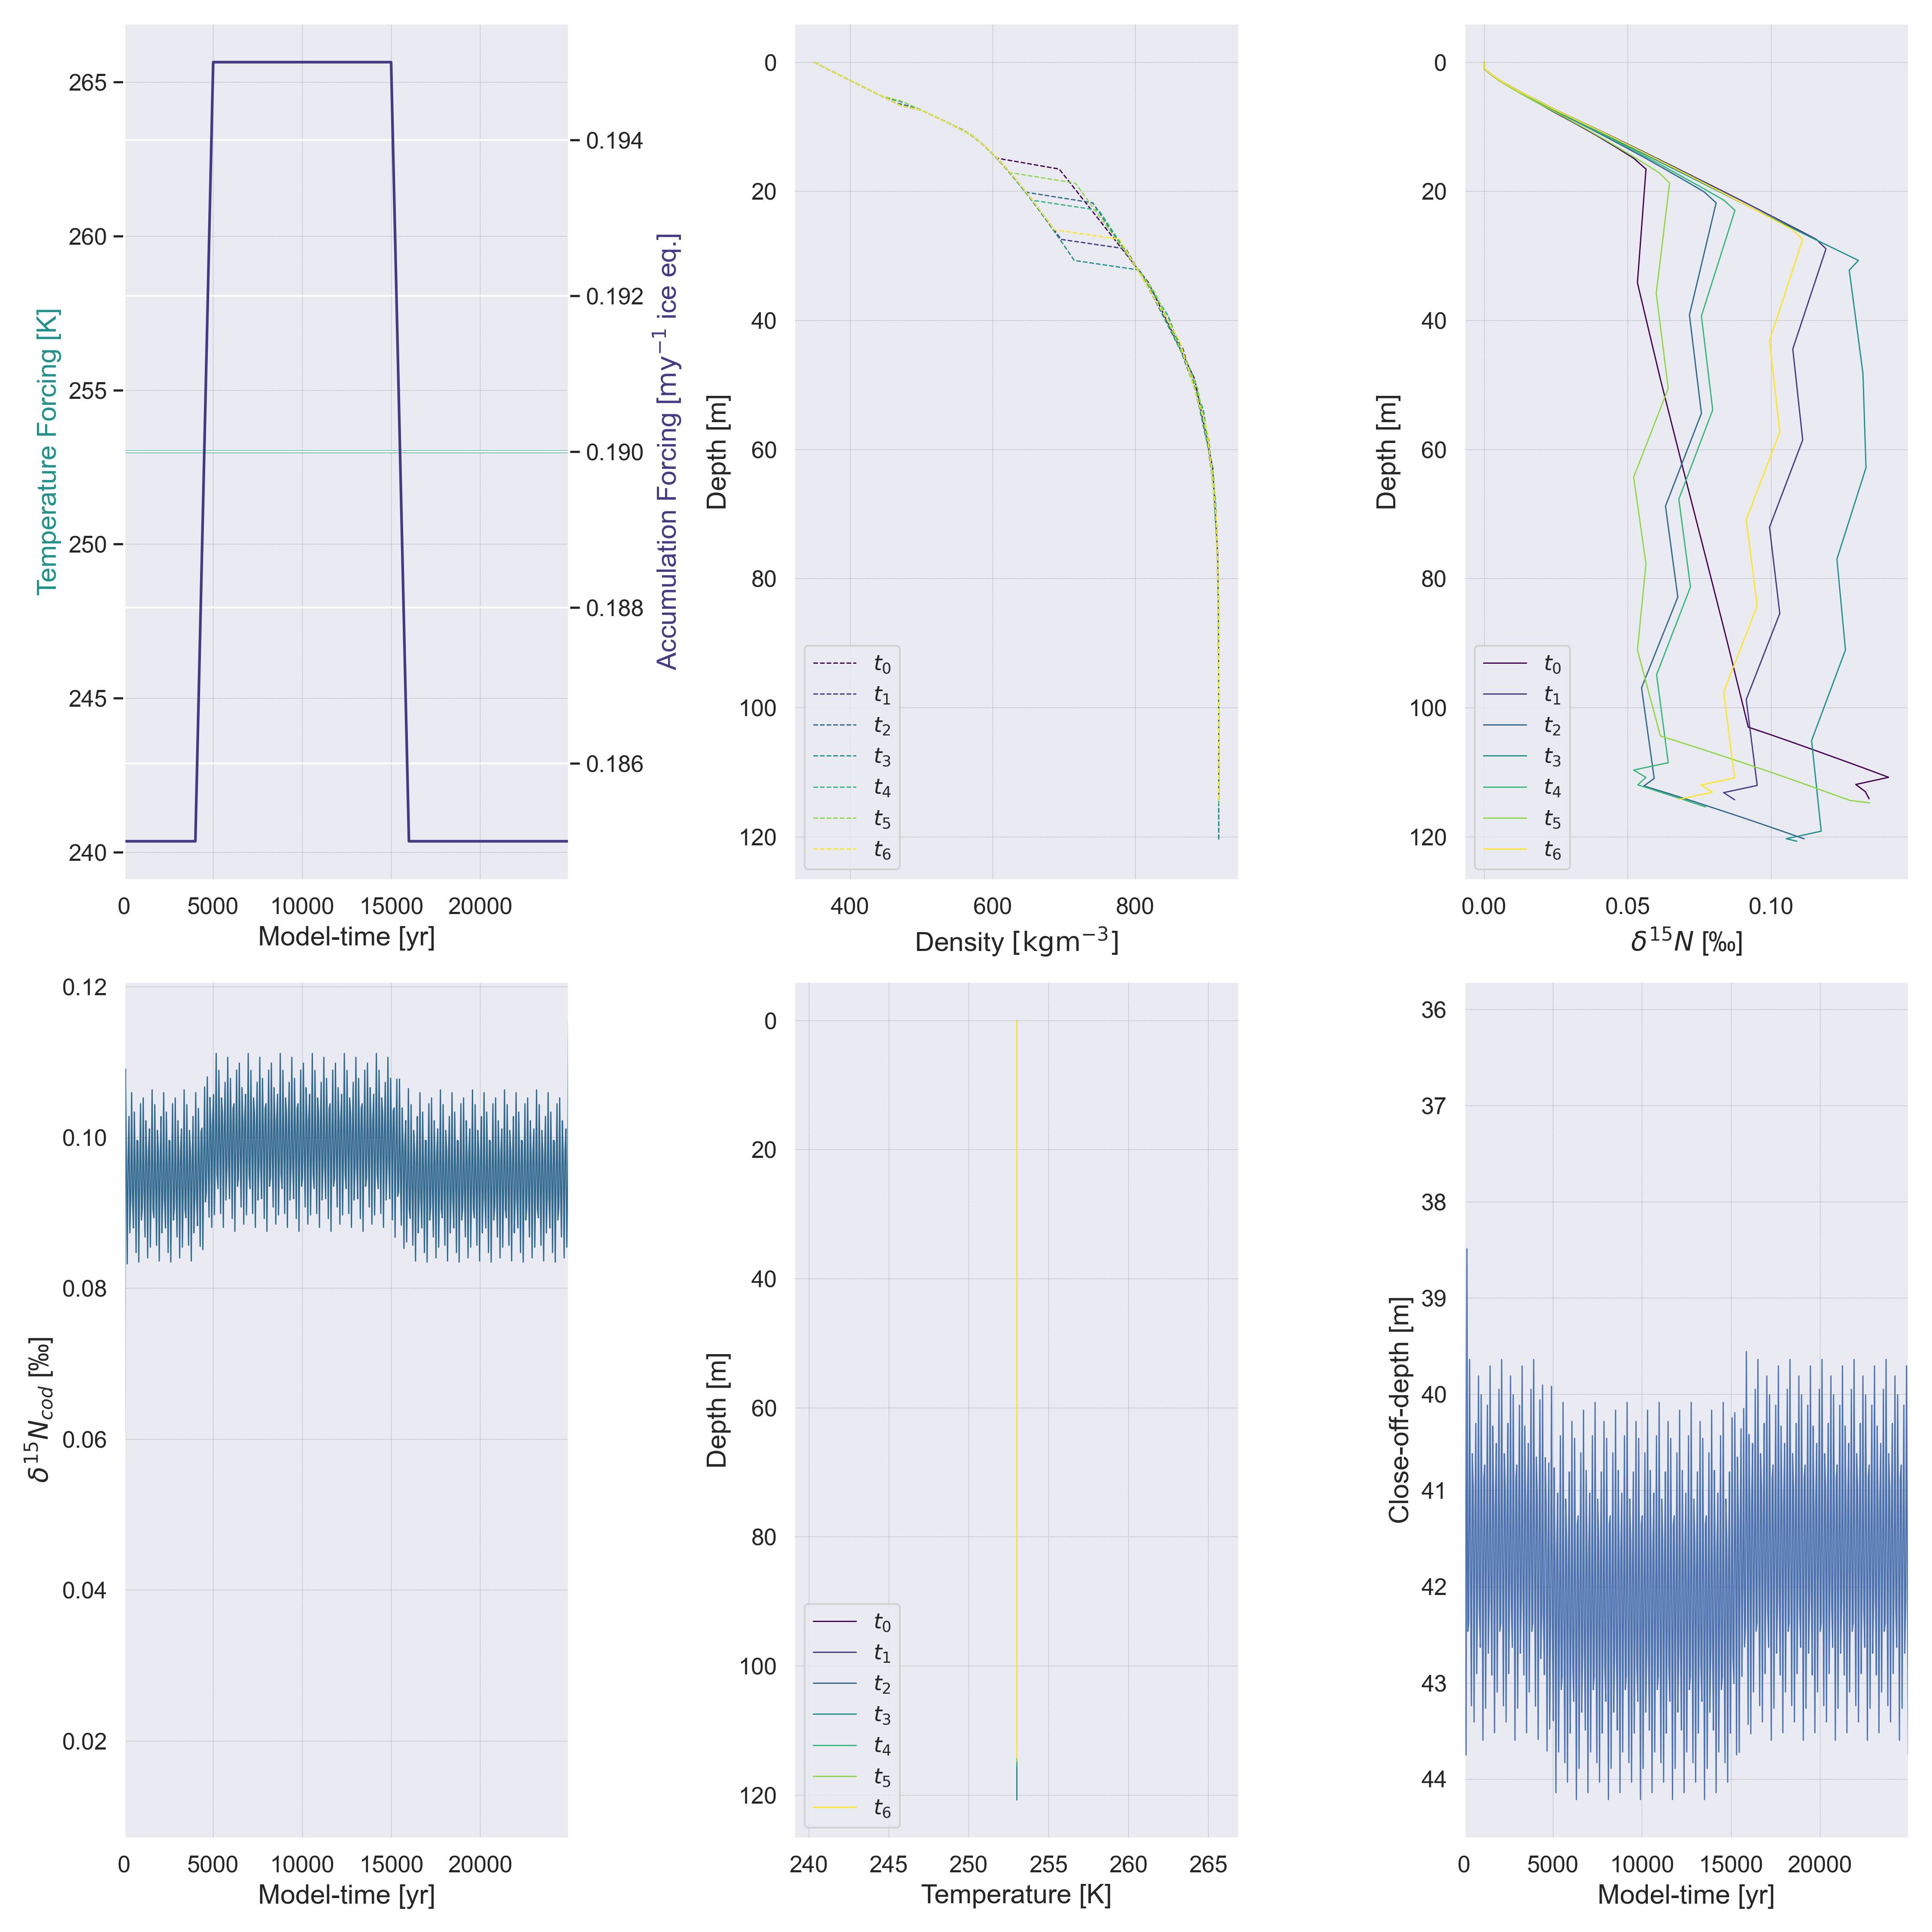 265
260
255
250
245
240
Temperature Forcing [K]
0.194
0.192
0.190
0.188
0.186
Accumulation Forcing [my⁻¹ ice eq.]
0 5000 10000 15000 20000
Model-time [yr]
0
20
40
60
80
100
120
Depth [m]
t₀
t₁
t₂
t₃
t₄
t₅
t₆
400 600 800
Density [kgm⁻³]
0
20
40
60
80
100
120
Depth [m]
t₀
t₁
t₂
t₃
t₄
t₅
t₆
0.00 0.05 0.10
δ¹⁵N [‰]
0.12
0.10
0.08
0.06
0.04
0.02
δ¹⁵N_cod [‰]
0 5000 10000 15000 20000
Model-time [yr]
0
20
40
60
80
100
120
Depth [m]
t₀
t₁
t₂
t₃
t₄
t₅
t₆
240 245 250 255 260 265
Temperature [K]
36
37
38
39
40
41
42
43
44
Close-off-depth [m]
0 5000 10000 15000 20000
Model-time [yr]